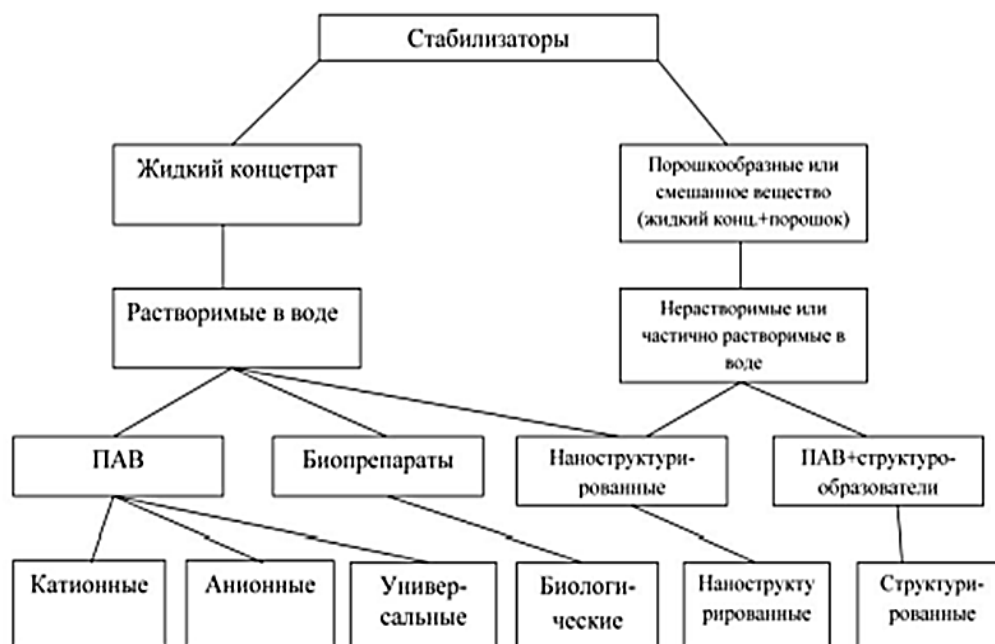 Стабилизаторы
Жидкий концетрат
Порошкообразные или
смешанное вещество
(жидкий конц.+порошок)
Растворимые в воде
Нерастворимые или
частично растворимые в
воде
ПАВ
Биопрепараты
Наноструктури-
рованные
ПАВ+структуро-
образователи
Катионные
Анионные
Универ-
сальные
Биологи-
ческие
Нанострукту
рированные
Структури-
рованные